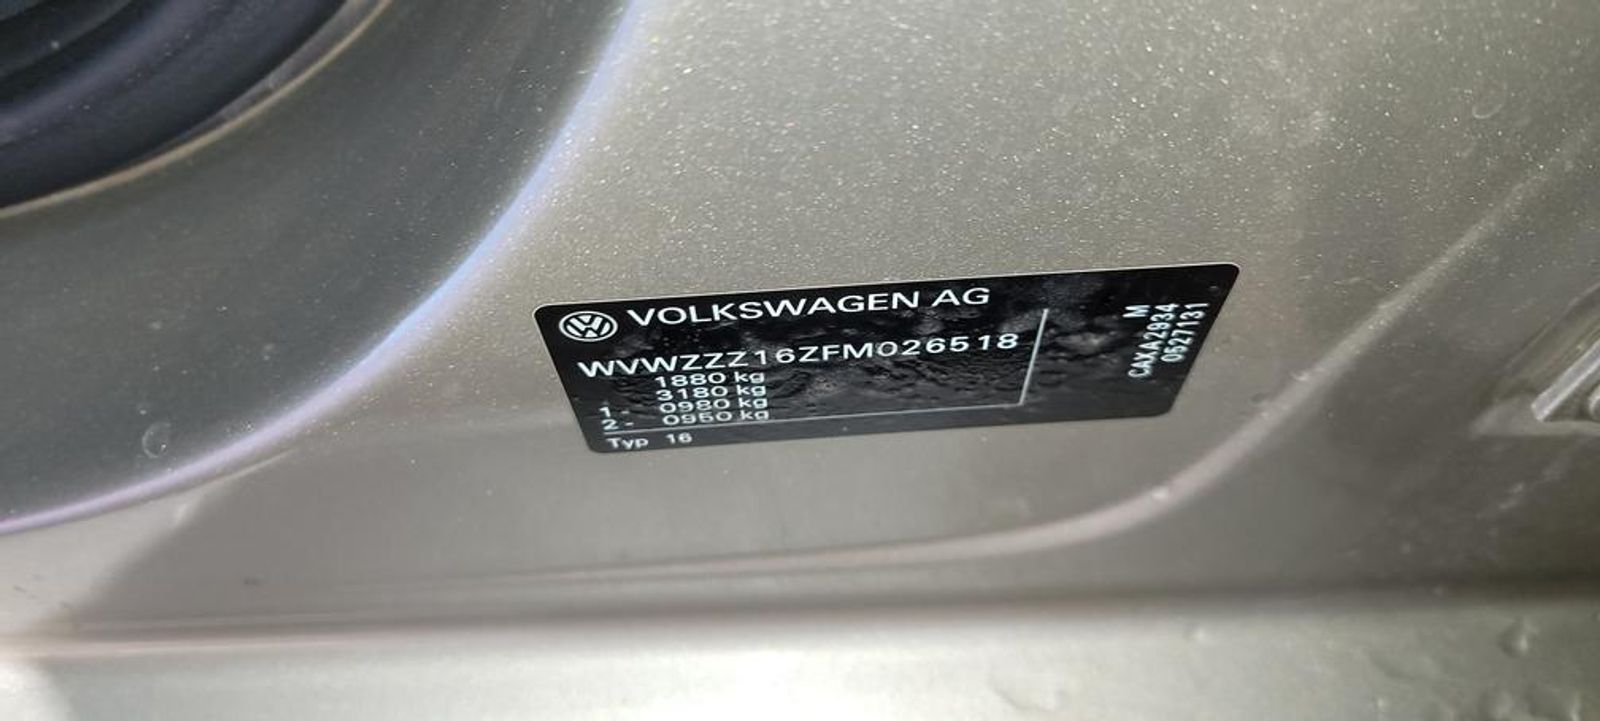 VOLKSWAGEN AG
WVWZZZ16ZFM026518
1880 kg
3180 kg
1 - 0980 kg
2 - 0950 kg
Typ 16
M
CAXA2934
0527131